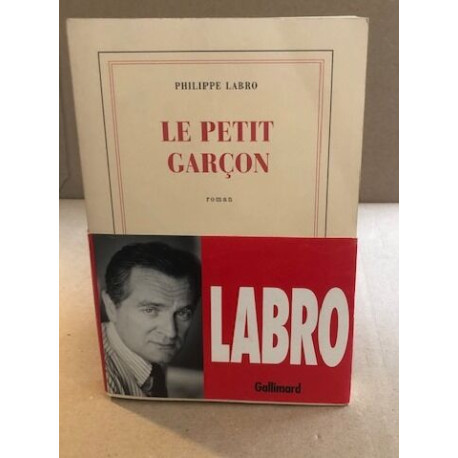 PHILIPPE LABRO
LE PETIT
GARÇON
roman
LABRO
Gallimard